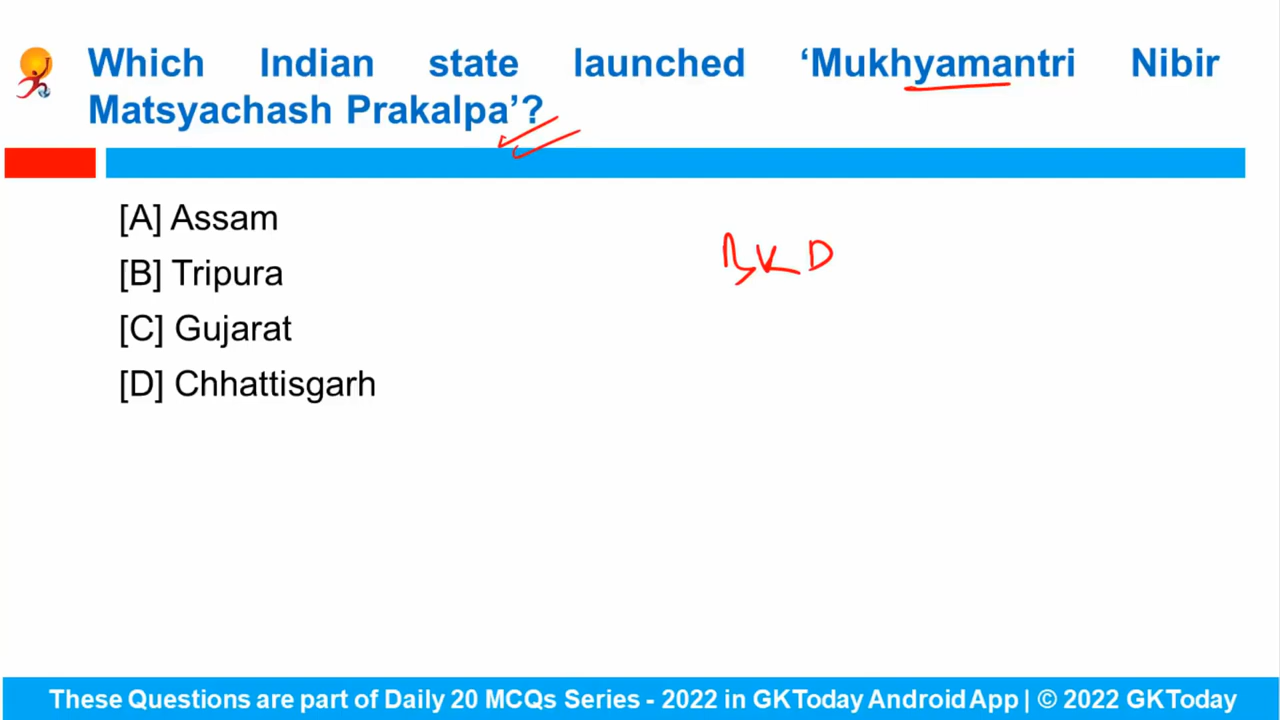 Which Indian state launched ‘Mukhyamantri Nibir
Matsyachash Prakalpa’?
[A] Assam
[B] Tripura
[C] Gujarat
[D] Chhattisgarh
These Questions are part of Daily 20 MCQs Series - 2022 in GKToday Android App | © 2022 GKToday